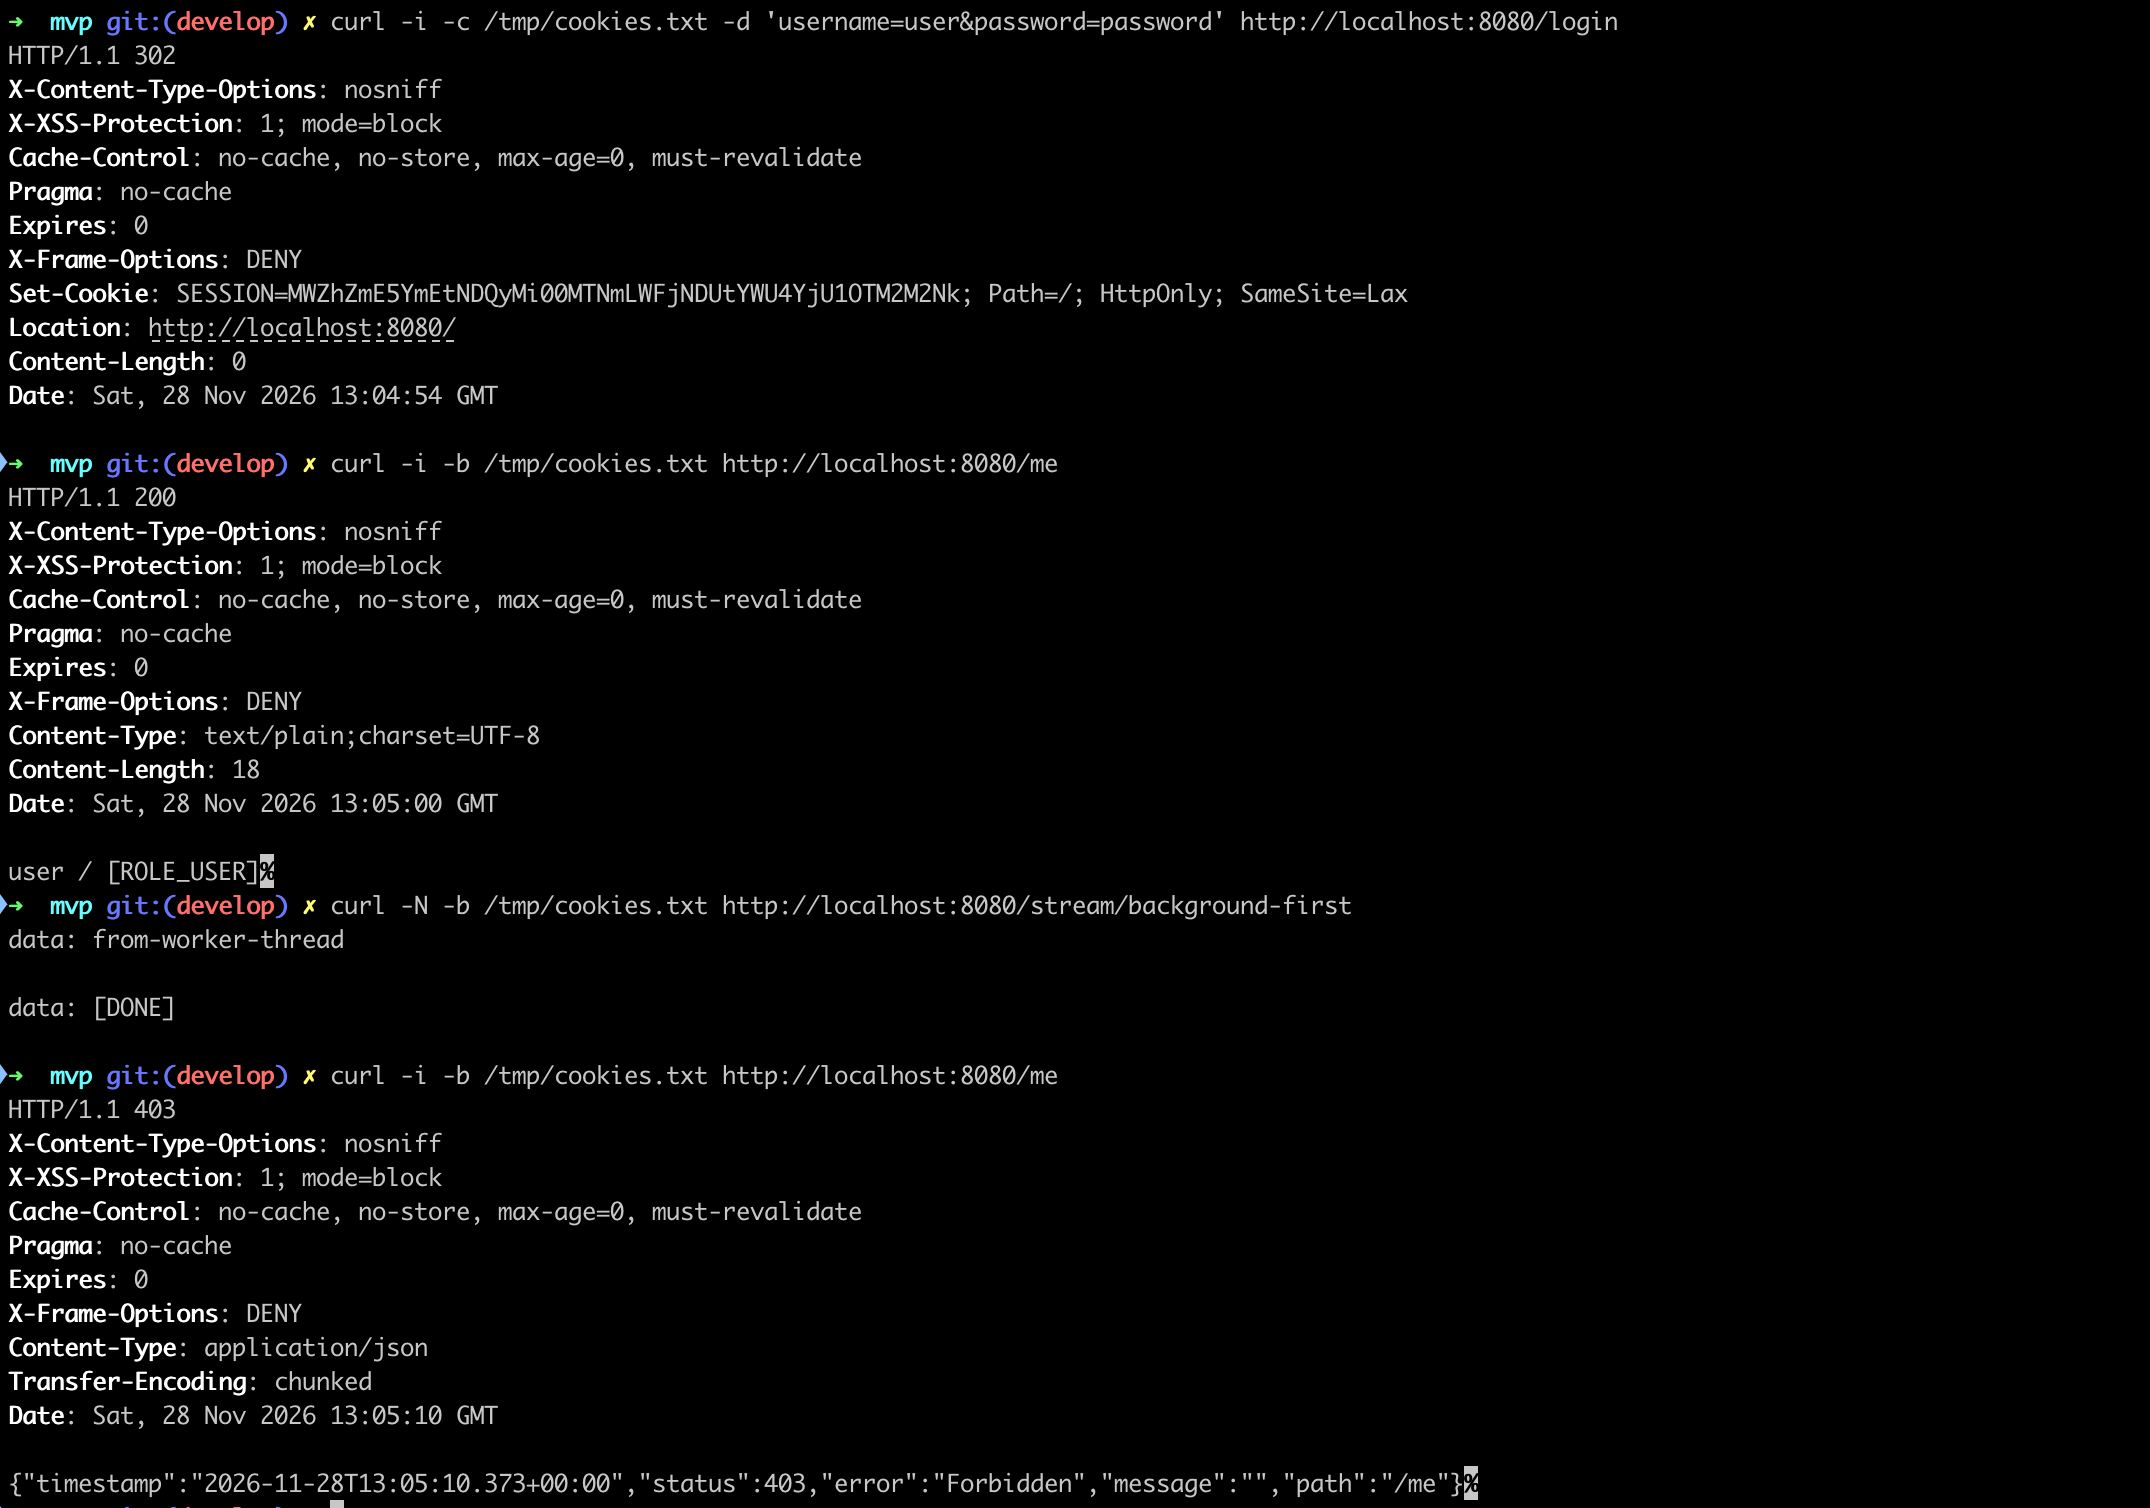 ➜  mvp git:(develop) ✗ curl -i -c /tmp/cookies.txt -d 'username=user&password=password' http://localhost:8080/login
HTTP/1.1 302
X-Content-Type-Options: nosniff
X-XSS-Protection: 1; mode=block
Cache-Control: no-cache, no-store, max-age=0, must-revalidate
Pragma: no-cache
Expires: 0
X-Frame-Options: DENY
Set-Cookie: SESSION=MWZhZmE5YmEtNDQyMi00MTNmLWFjNDUtYWU4YjU1OTM2M2Nk; Path=/; HttpOnly; SameSite=Lax
Location: http://localhost:8080/
Content-Length: 0
Date: Sat, 28 Nov 2026 13:04:54 GMT
➜  mvp git:(develop) ✗ curl -i -b /tmp/cookies.txt http://localhost:8080/me
HTTP/1.1 200
X-Content-Type-Options: nosniff
X-XSS-Protection: 1; mode=block
Cache-Control: no-cache, no-store, max-age=0, must-revalidate
Pragma: no-cache
Expires: 0
X-Frame-Options: DENY
Content-Type: text/plain;charset=UTF-8
Content-Length: 18
Date: Sat, 28 Nov 2026 13:05:00 GMT
user / [ROLE_USER]%
➜  mvp git:(develop) ✗ curl -N -b /tmp/cookies.txt http://localhost:8080/stream/background-first
data: from-worker-thread
data: [DONE]
➜  mvp git:(develop) ✗ curl -i -b /tmp/cookies.txt http://localhost:8080/me
HTTP/1.1 403
X-Content-Type-Options: nosniff
X-XSS-Protection: 1; mode=block
Cache-Control: no-cache, no-store, max-age=0, must-revalidate
Pragma: no-cache
Expires: 0
X-Frame-Options: DENY
Content-Type: application/json
Transfer-Encoding: chunked
Date: Sat, 28 Nov 2026 13:05:10 GMT
{"timestamp":"2026-11-28T13:05:10.373+00:00","status":403,"error":"Forbidden","message":"","path":"/me"}%